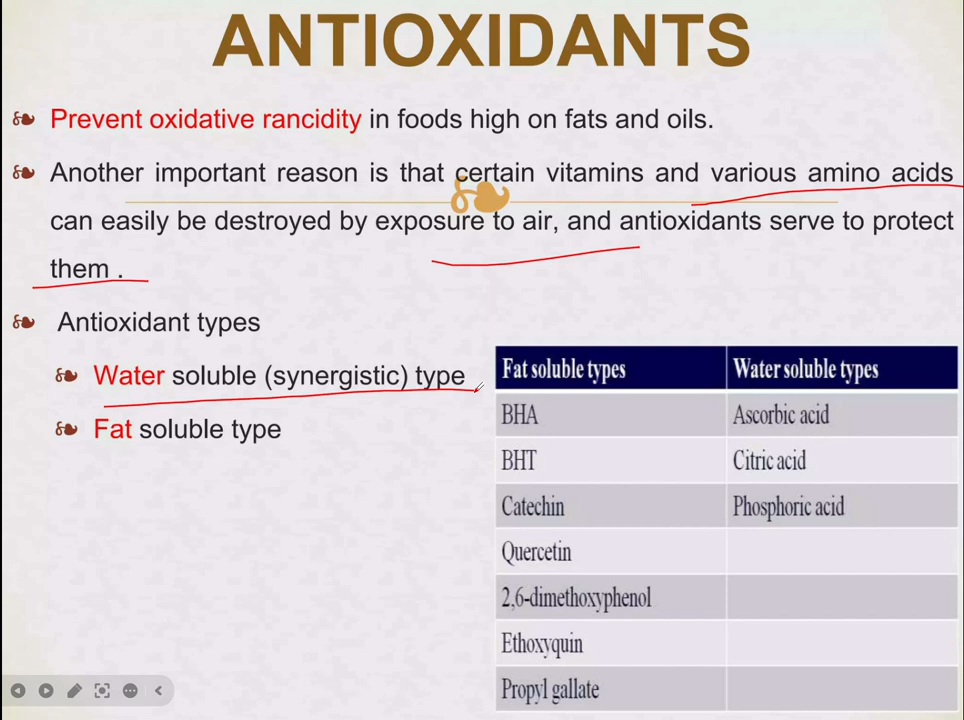 ANTIOXIDANTS
Prevent oxidative rancidity in foods high on fats and oils.
Another important reason is that certain vitamins and various amino acids
can easily be destroyed by exposure to air, and antioxidants serve to protect
them .
Antioxidant types
Water soluble (synergistic) type
Fat soluble type
Fat soluble types Water soluble types
BHA Ascorbic acid
BHT Citric acid
Catechin Phosphoric acid
Quercetin
2,6-dimethoxyphenol
Ethoxyquin
Propyl gallate